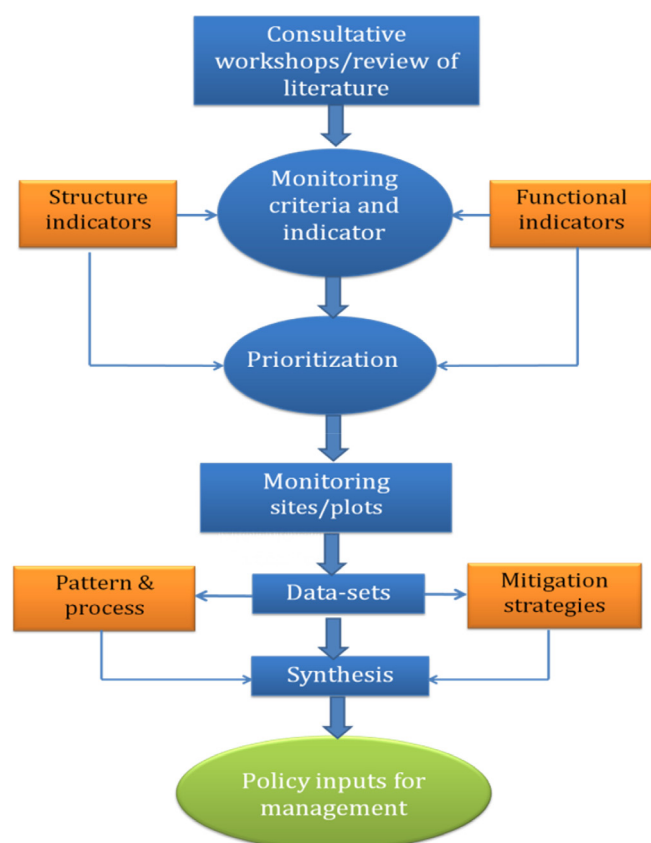 Consultative
workshops/review of
literature
Structure
indicators
Monitoring
criteria and
indicator
Functional
indicators
Prioritization
Monitoring
sites/plots
Pattern &
process
Data-sets
Mitigation
strategies
Synthesis
Policy inputs for
management